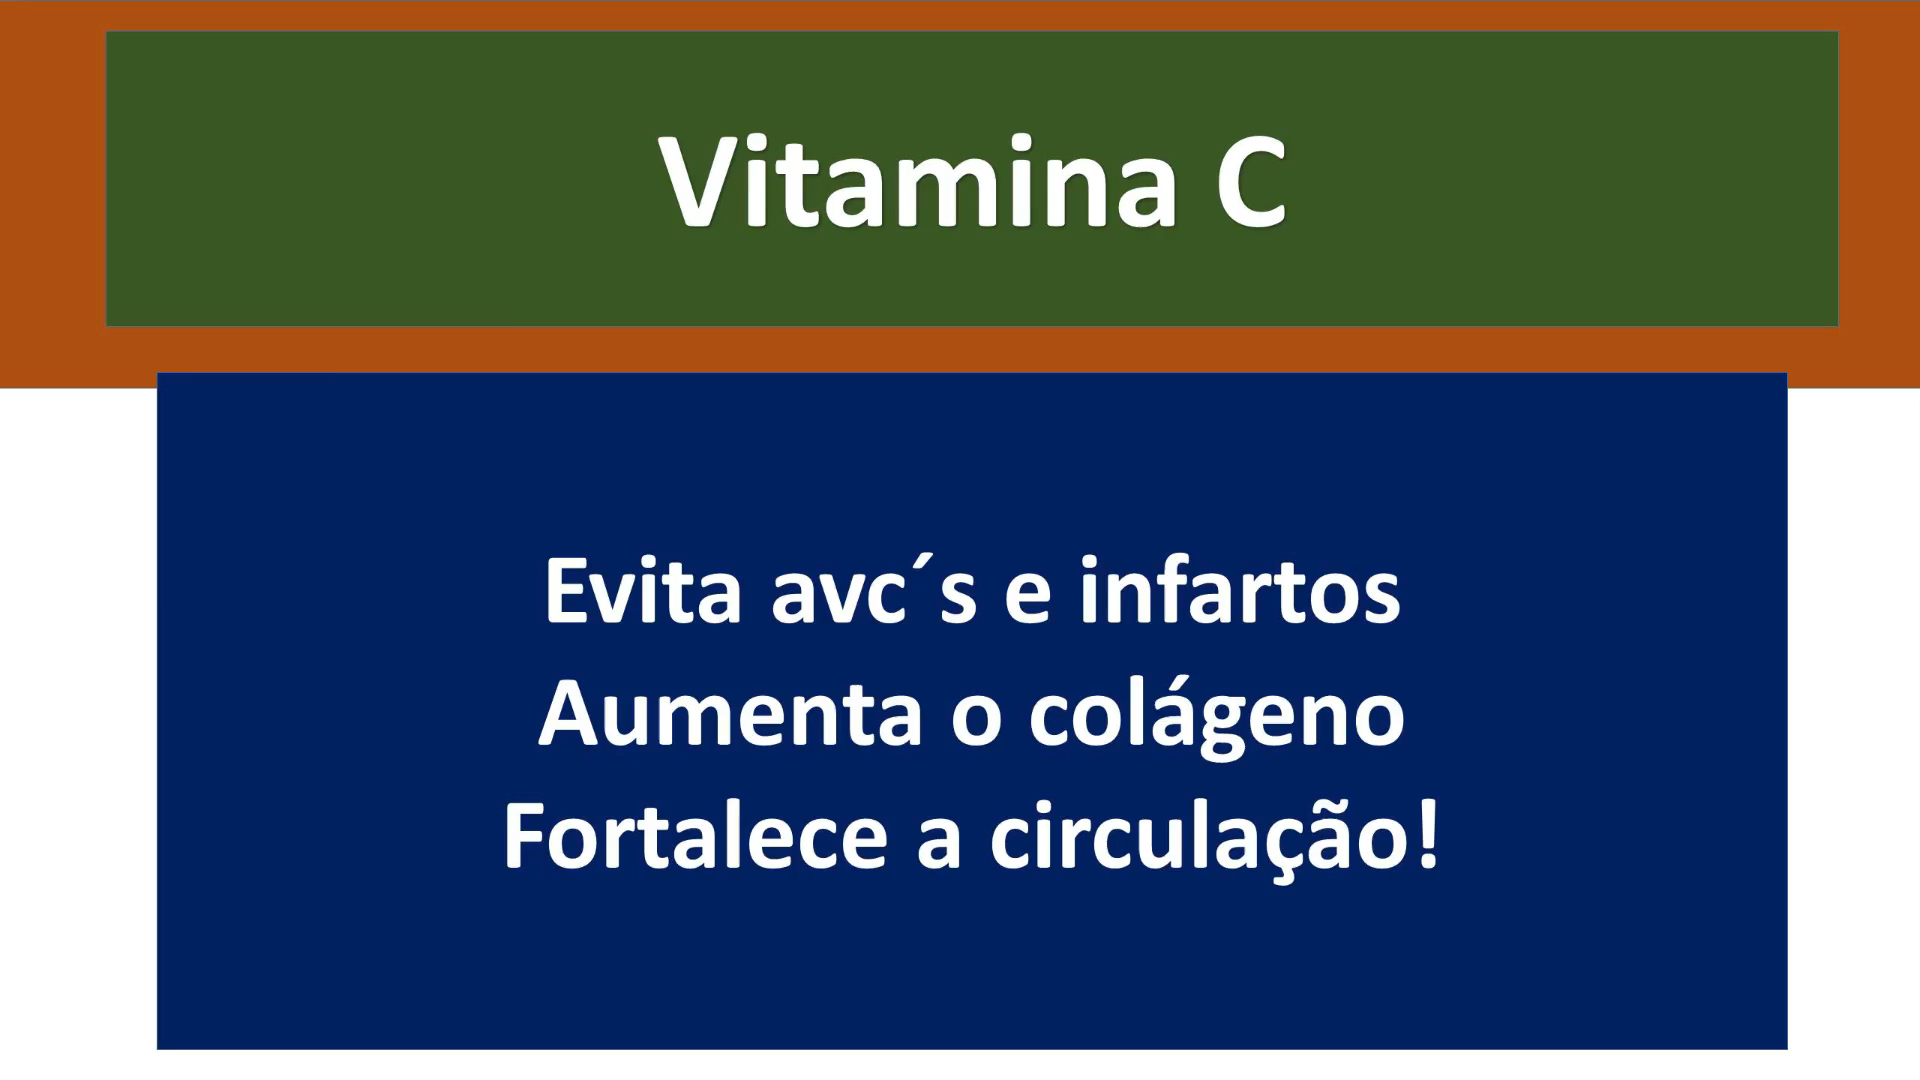 Vitamina C
Evita avc´s e infartos
Aumenta o colágeno
Fortalece a circulação!